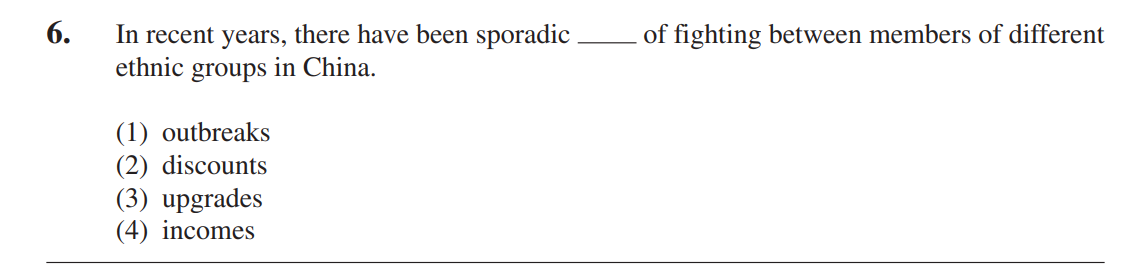 6. In recent years, there have been sporadic ____ of fighting between members of different
ethnic groups in China.
(1) outbreaks
(2) discounts
(3) upgrades
(4) incomes